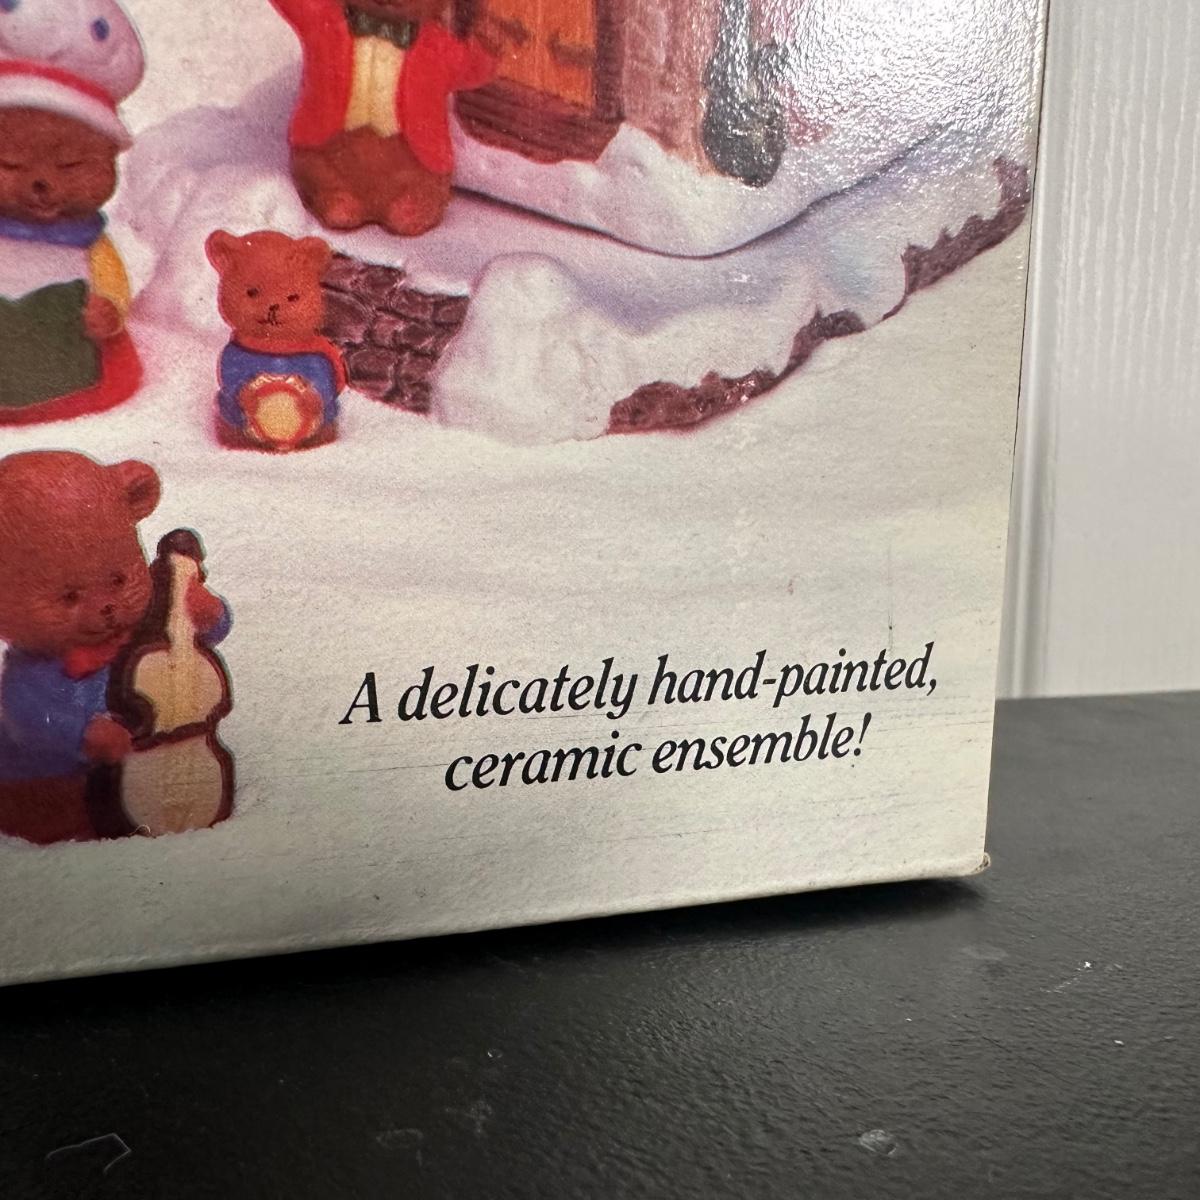 A delicately hand-painted,
ceramic ensemble!